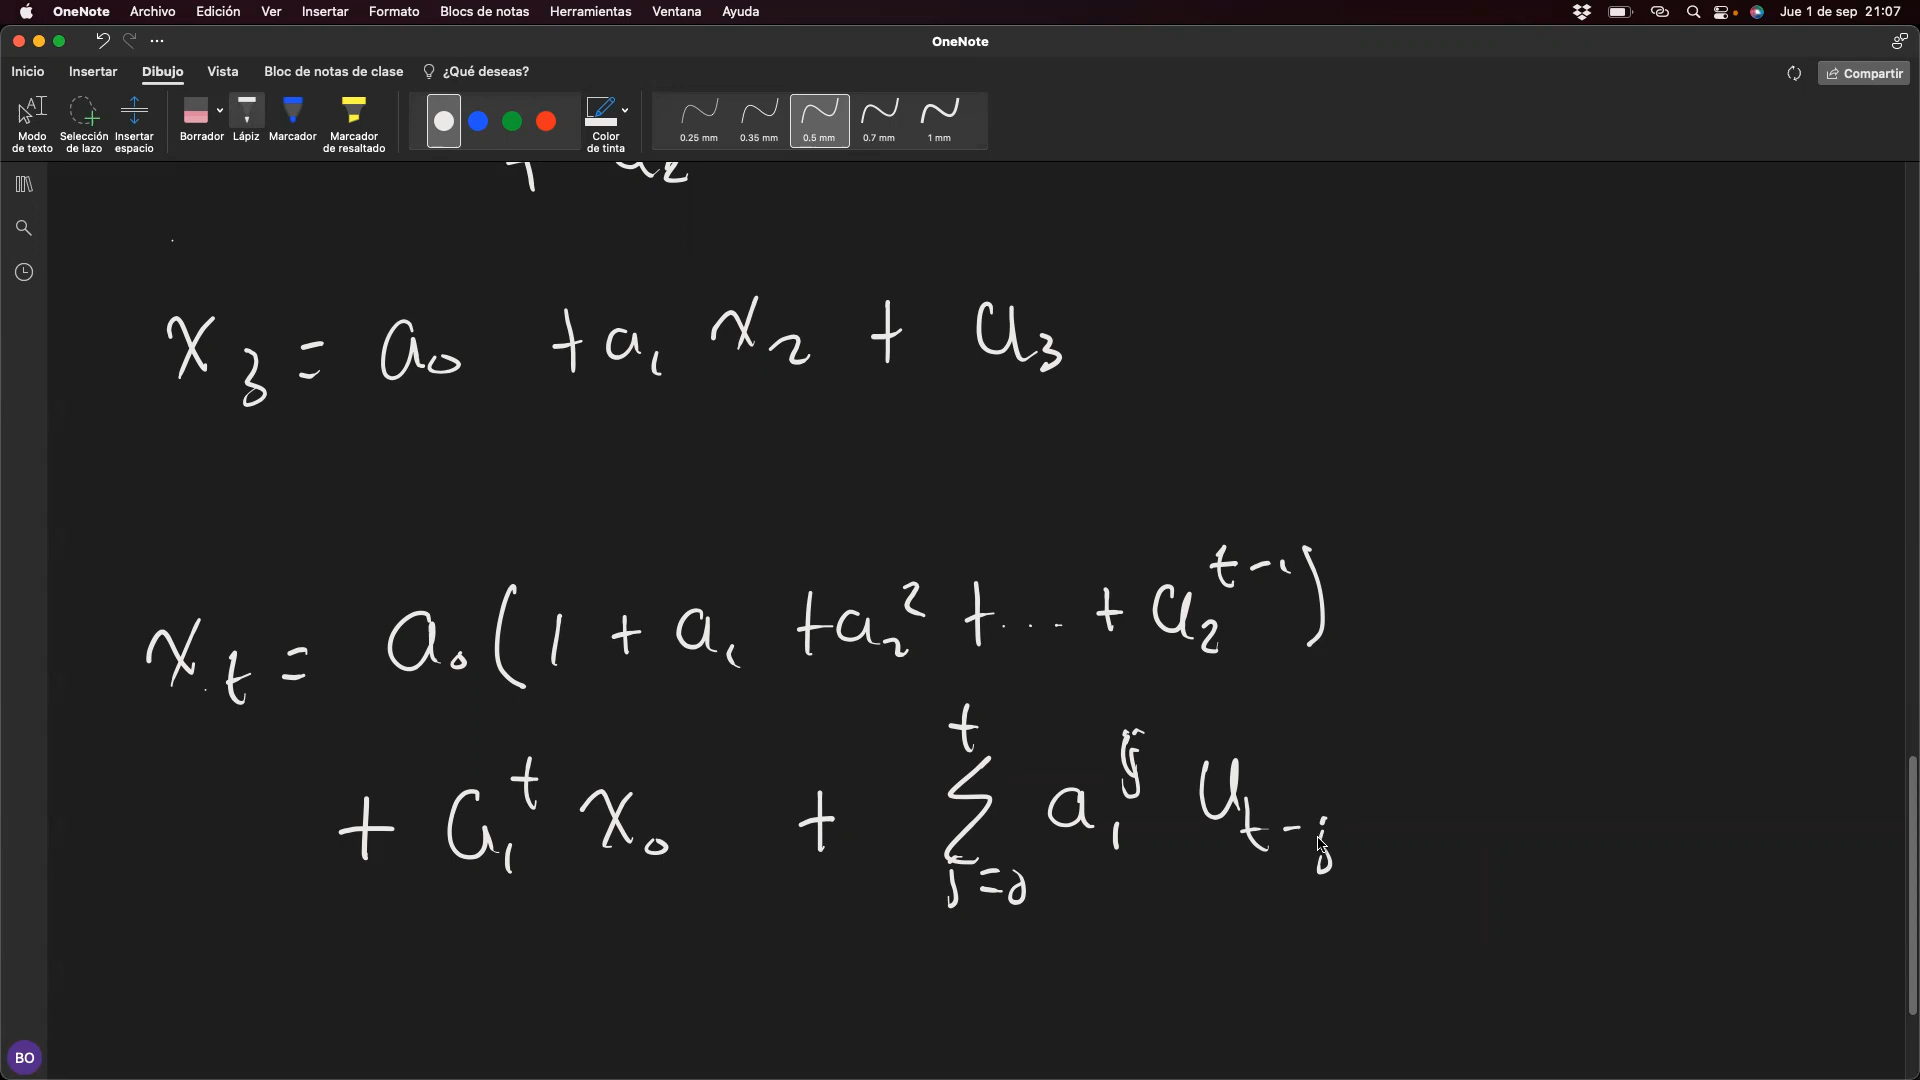 OneNote Archivo Edición Ver Insertar Formato Blocs de notas Herramientas Ventana Ayuda Jue 1 de sep 21:07
OneNote
Inicio Insertar Dibujo Vista Bloc de notas de clase ¿Qué deseas? Compartir
Modo de texto
Selección de lazo
Insertar espacio
Borrador
Lápiz
Marcador
Marcador de resaltado
Color de tinta
0.25 mm 0.35 mm 0.5 mm 0.7 mm 1 mm
x₃ = a₀ + a₁ x₂ + u₃
xₜ = a₀ (1 + a₁ + a₂² + ... + a₂^{t-1})
+ a₁^t x₀ + ∑_{j=0}^{t} a₁^j u_{t-j}
BO